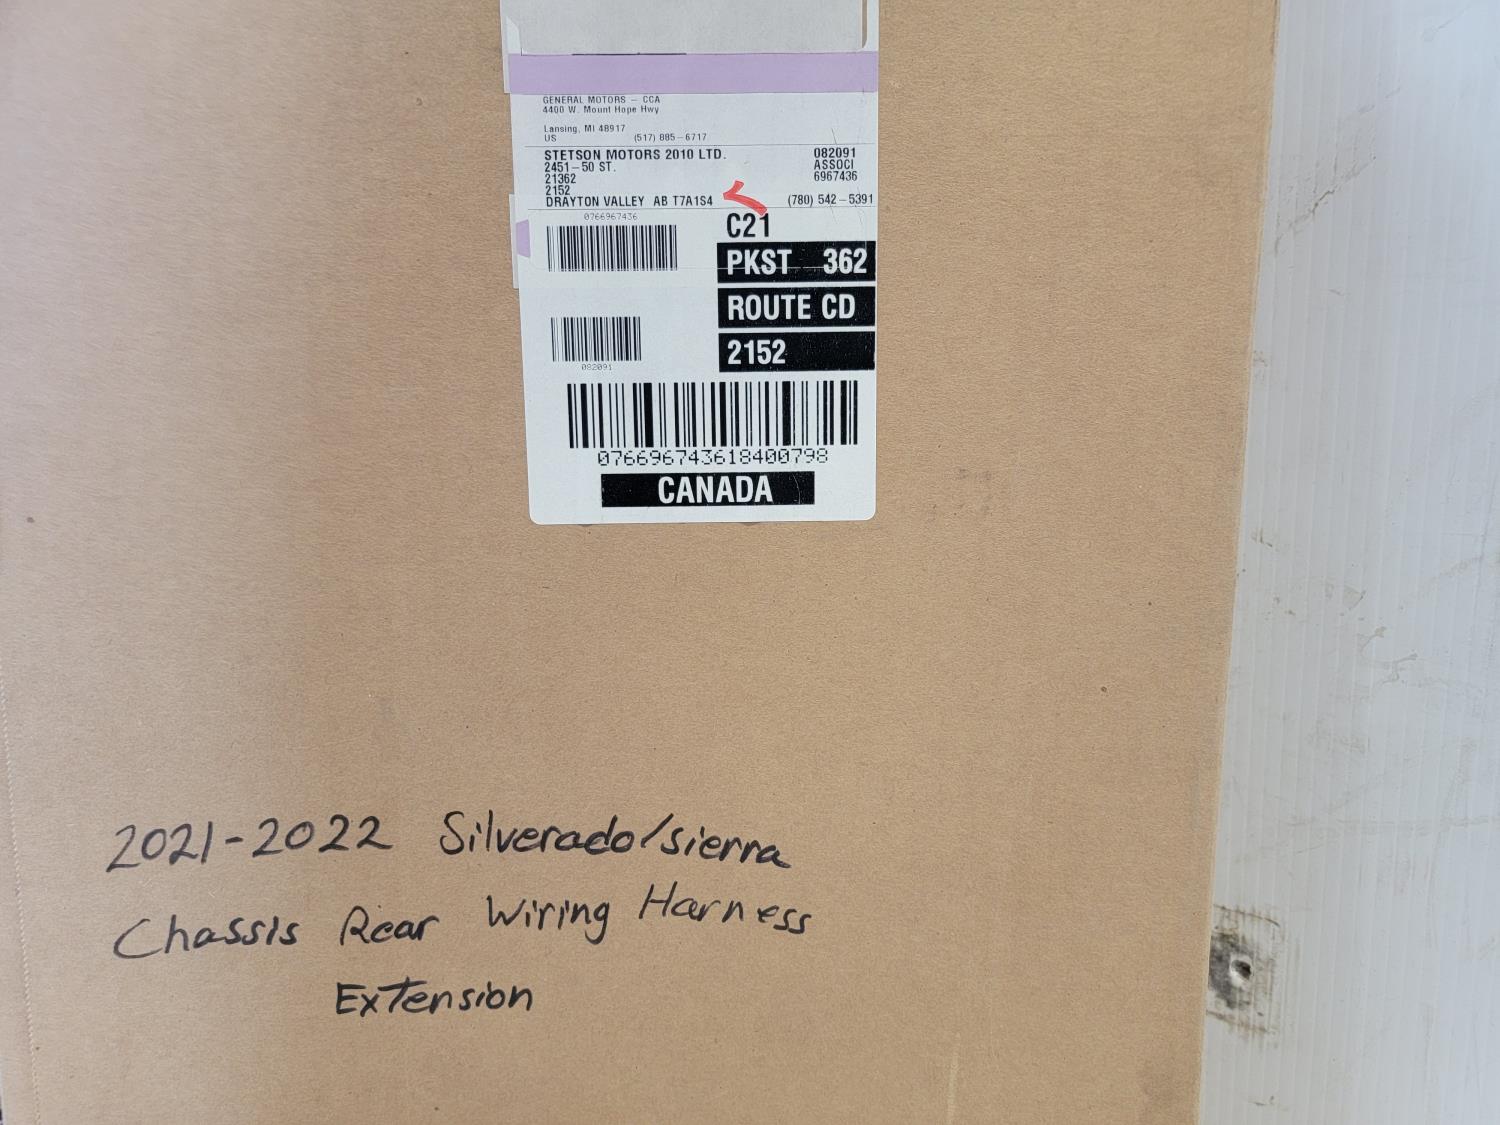 GENERAL MOTORS - CCA
4400 W. Mount Hope Hwy
Lansing, MI 48917
US (517) 885-6717
STETSON MOTORS 2010 LTD. 082091
2451-50 ST. ASSOCI
21362 6967436
2152
DRAYTON VALLEY AB T7A1S4 (780) 542-5391
0766967436
C21
PKST 362
ROUTE CD
2152
082091
076696743618400798
CANADA
2021-2022 Silverado/sierra
Chassis Rear Wiring Harness
Extension